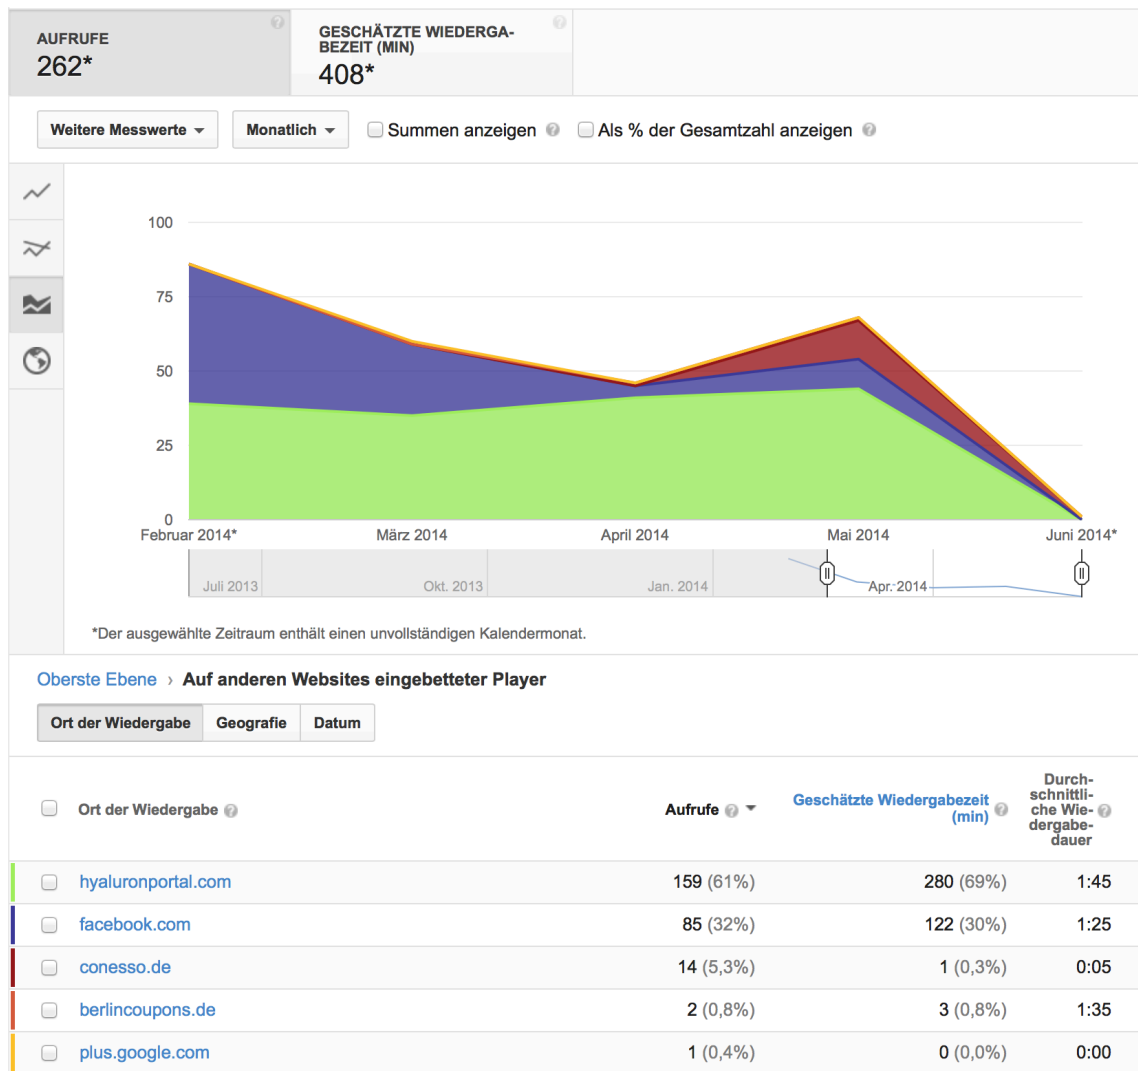 AUFRUFE
262*
GESCHÄTZTE WIEDERGA-
BEZEIT (MIN)
408*
Weitere Messwerte
Monatlich
Summen anzeigen
Als % der Gesamtzahl anzeigen
100
75
50
25
0
Februar 2014* März 2014 April 2014 Mai 2014 Juni 2014*
Juli 2013 Okt. 2013 Jan. 2014 Apr. 2014
*Der ausgewählte Zeitraum enthält einen unvollständigen Kalendermonat.
Oberste Ebene › Auf anderen Websites eingebetteter Player
Ort der Wiedergabe Geografie Datum
Ort der Wiedergabe ?
Aufrufe ?
Geschätzte Wiedergabezeit
(min) ?
Durch-
schnittli-
che Wie- ?
dergabe-
dauer
hyaluronportal.com 159 (61%) 280 (69%) 1:45
facebook.com 85 (32%) 122 (30%) 1:25
conesso.de 14 (5,3%) 1 (0,3%) 0:05
berlincoupons.de 2 (0,8%) 3 (0,8%) 1:35
plus.google.com 1 (0,4%) 0 (0,0%) 0:00